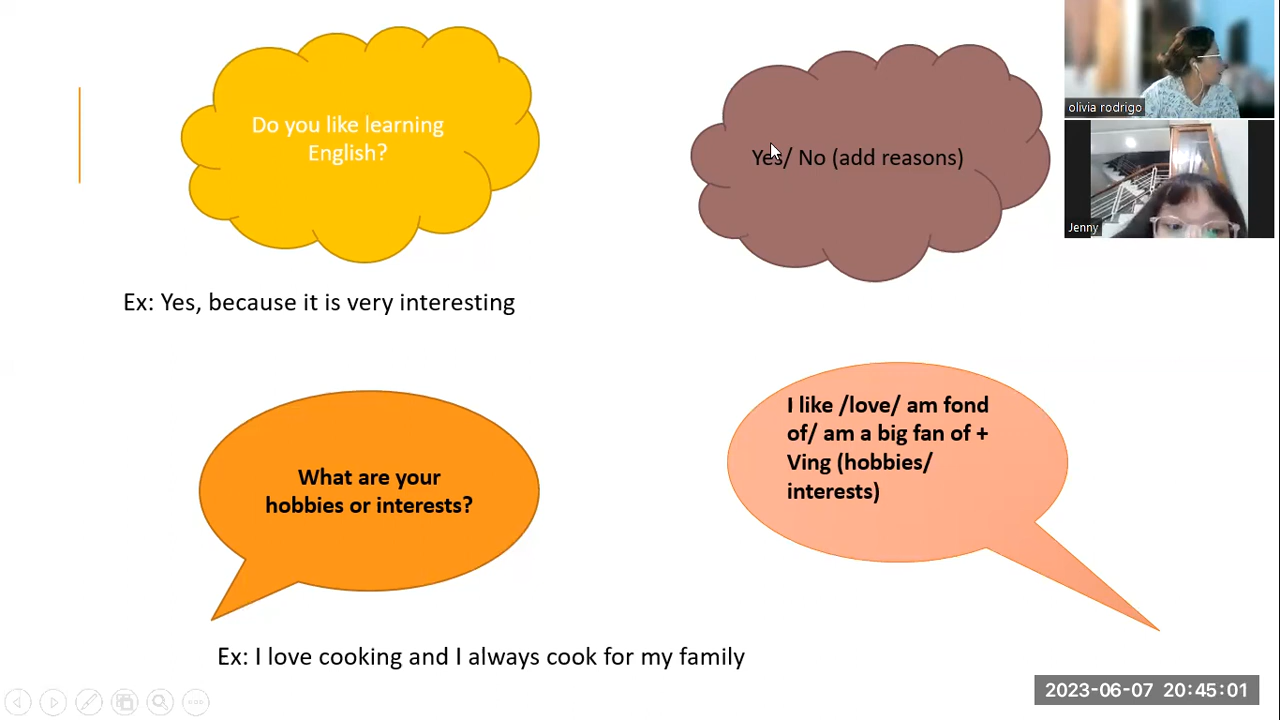 Do you like learning
English?
Yes/ No (add reasons)
olivia rodrigo
Jenny
Ex: Yes, because it is very interesting
What are your
hobbies or interests?
I like /love/ am fond
of/ am a big fan of +
Ving (hobbies/
interests)
Ex: I love cooking and I always cook for my family
2023-06-07 20:45:01